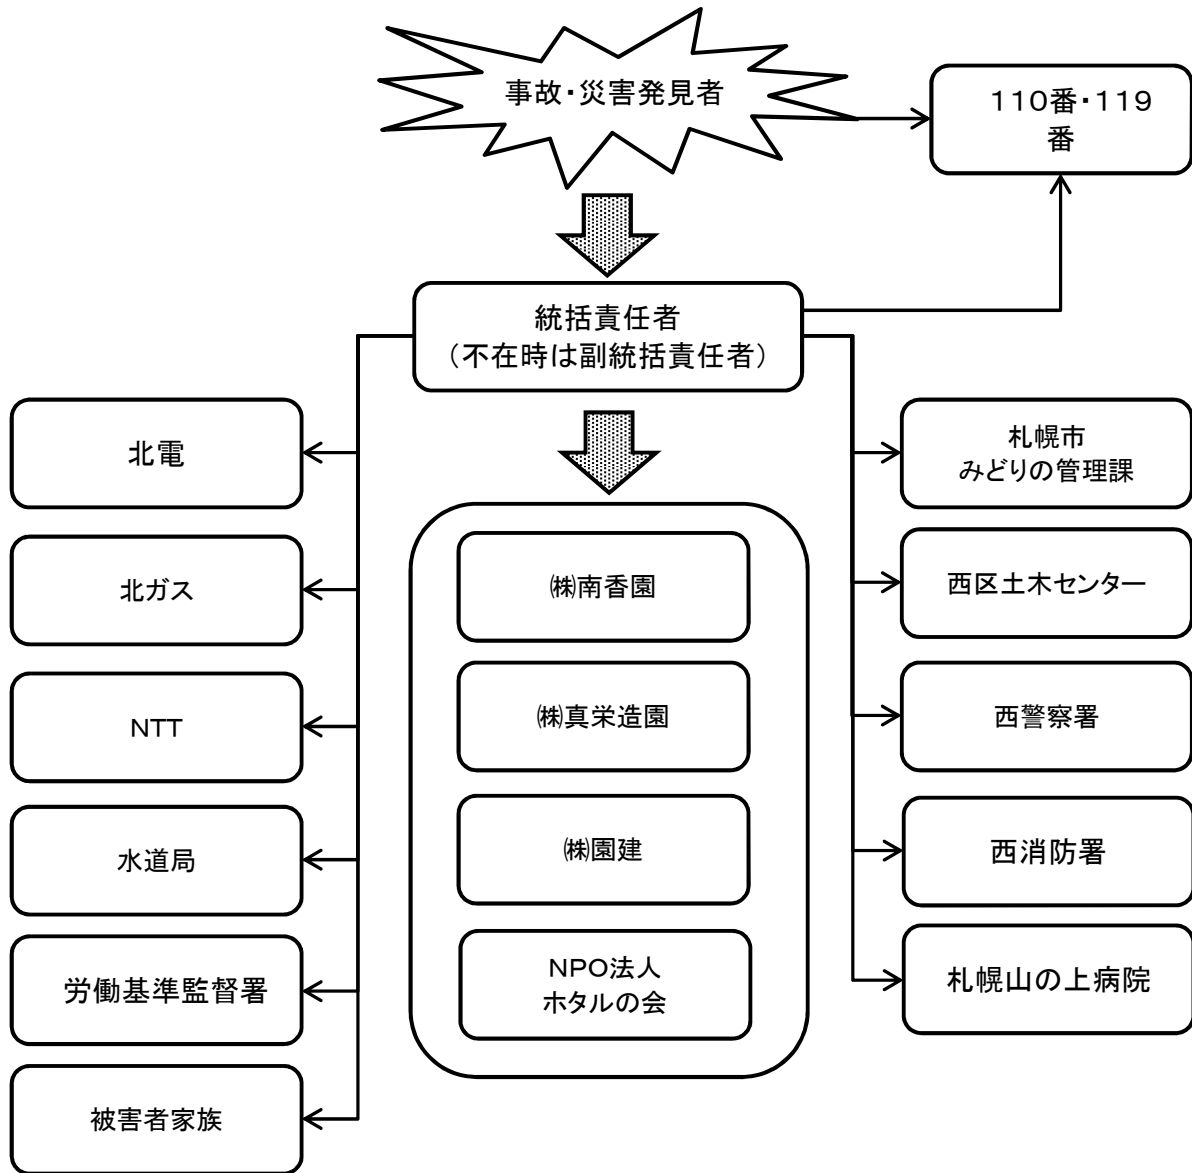 事故・災害発見者
110番・119
番
統括責任者
(不在時は副統括責任者)
北電
北ガス
NTT
水道局
労働基準監督署
被害者家族
㈱南香園
㈱真栄造園
㈱園建
NPO法人
ホタルの会
札幌市
みどりの管理課
西区土木センター
西警察署
西消防署
札幌山の上病院